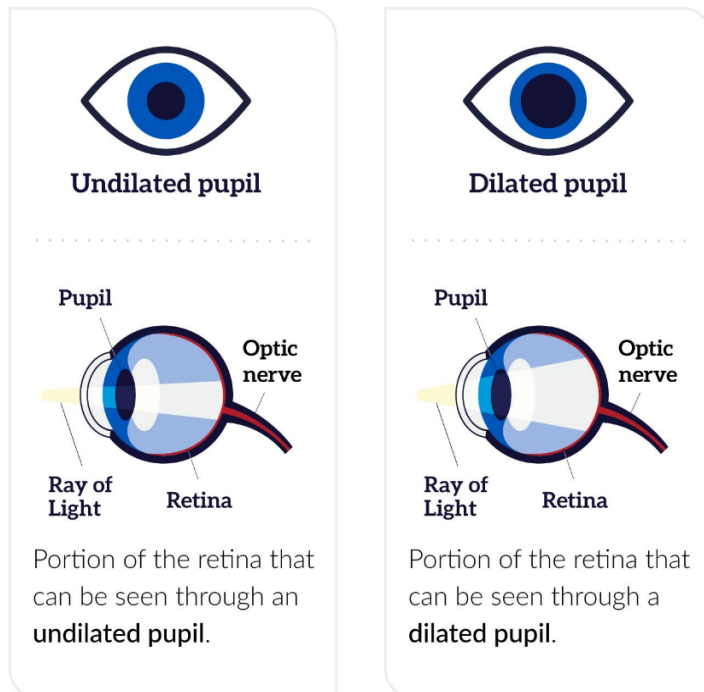 Undilated pupil
Pupil
Optic
nerve
Ray of
Light
Retina
Portion of the retina that
can be seen through an
undilated pupil.
Dilated pupil
Pupil
Optic
nerve
Ray of
Light
Retina
Portion of the retina that
can be seen through a
dilated pupil.